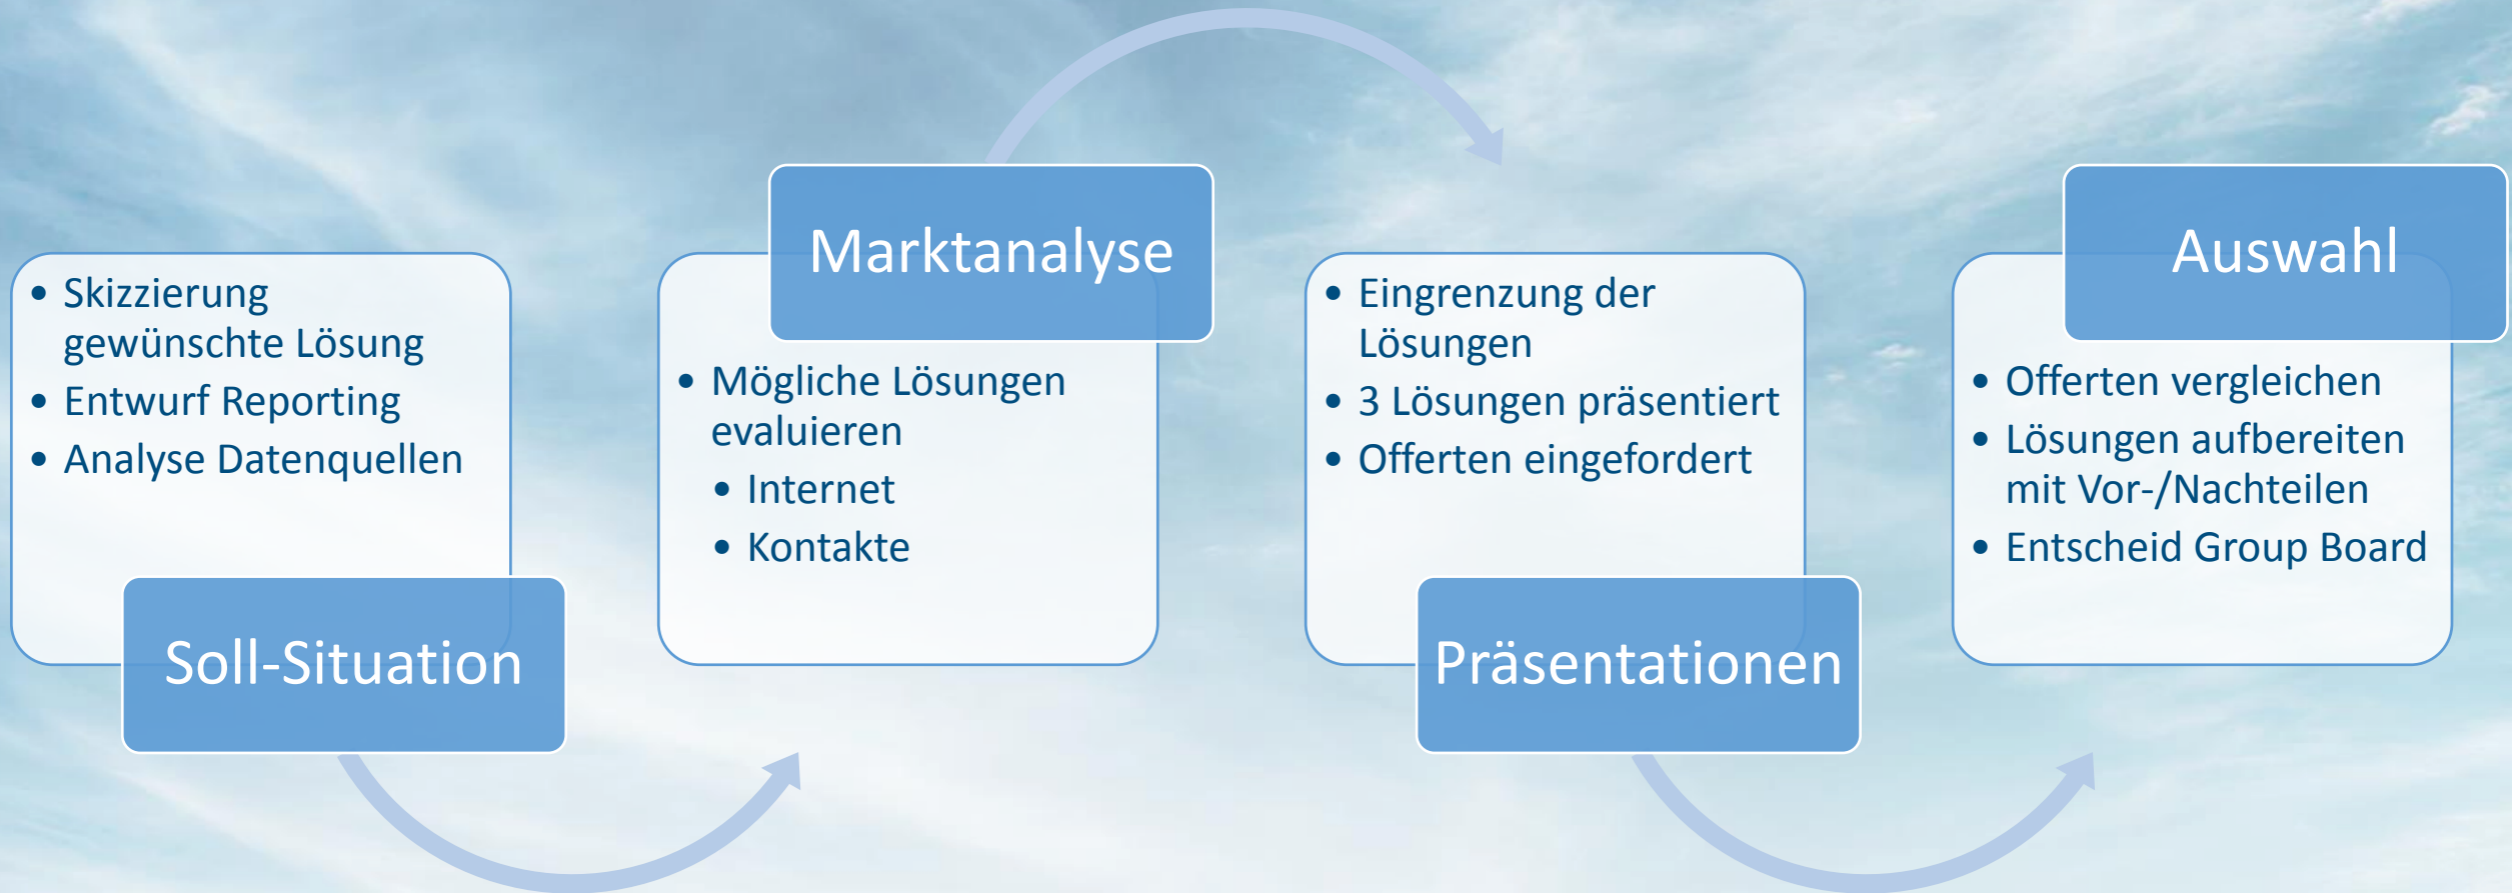 • Skizzierung
gewünschte Lösung
• Entwurf Reporting
• Analyse Datenquellen
Soll-Situation
Marktanalyse
• Mögliche Lösungen
evaluieren
• Internet
• Kontakte
• Eingrenzung der
Lösungen
• 3 Lösungen präsentiert
• Offerten eingefordert
Präsentationen
Auswahl
• Offerten vergleichen
• Lösungen aufbereiten
mit Vor-/Nachteilen
• Entscheid Group Board